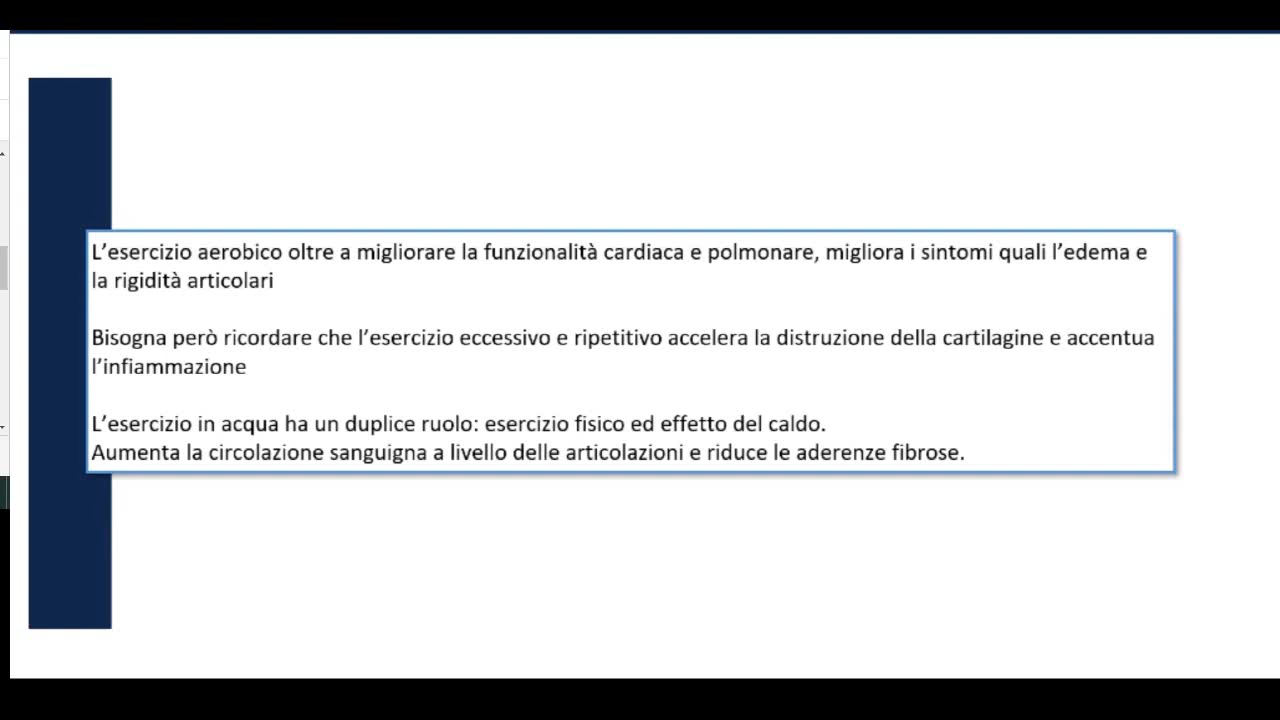 L’esercizio aerobico oltre a migliorare la funzionalità cardiaca e polmonare, migliora i sintomi quali l’edema e
la rigidità articolari
Bisogna però ricordare che l’esercizio eccessivo e ripetitivo accelera la distruzione della cartilagine e accentua
l’infiammazione
L’esercizio in acqua ha un duplice ruolo: esercizio fisico ed effetto del caldo.
Aumenta la circolazione sanguigna a livello delle articolazioni e riduce le aderenze fibrose.